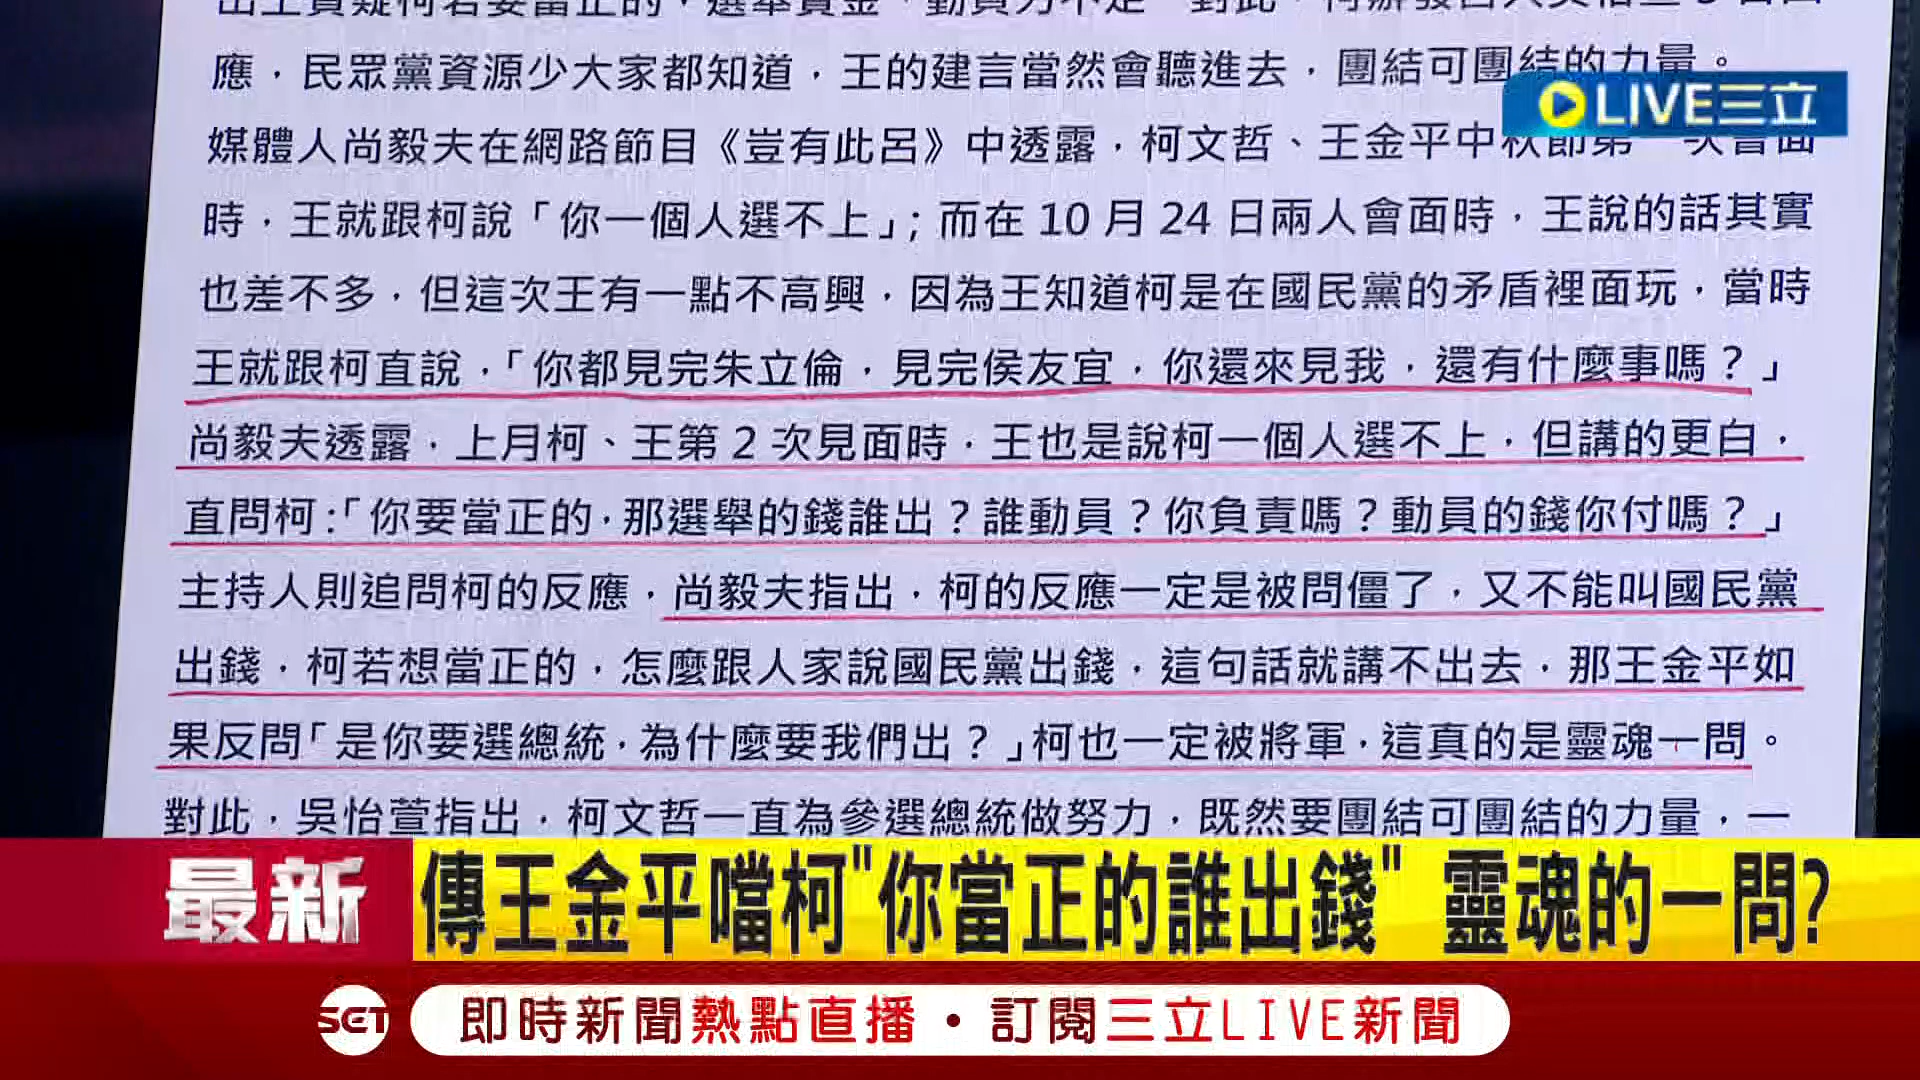 應，民眾黨資源少大家都知道，王的建言當然會聽進去，團結可團結的力量。
LIVE三立
媒體人尚毅夫在網路節目《豈有此呂》中透露，柯文哲、王金平中秋節第一次會面
時，王就跟柯說「你一個人選不上」；而在 10 月 24 日兩人會面時，王說的話其實
也差不多，但這次王有一點不高興，因為王知道柯是在國民黨的矛盾裡面玩，當時
王就跟柯直說，「你都見完朱立倫，見完侯友宜，你還來見我，還有什麼事嗎？」
尚毅夫透露，上月柯、王第 2 次見面時，王也是說柯一個人選不上，但講的更白，
直問柯：「你要當正的，那選舉的錢誰出？誰動員？你負責嗎？動員的錢你付嗎？」
主持人則追問柯的反應，尚毅夫指出，柯的反應一定是被問僵了，又不能叫國民黨
出錢，柯若想當正的，怎麼跟人家說國民黨出錢，這句話就講不出去，那王金平如
果反問「是你要選總統，為什麼要我們出？」柯也一定被將軍，這真的是靈魂一問。
對此，吳怡萱指出，柯文哲一直為參選總統做努力，既然要團結可團結的力量，一
最新
傳王金平噹柯"你當正的誰出錢" 靈魂的一問?
SET
即時新聞熱點直播・訂閱三立LIVE新聞